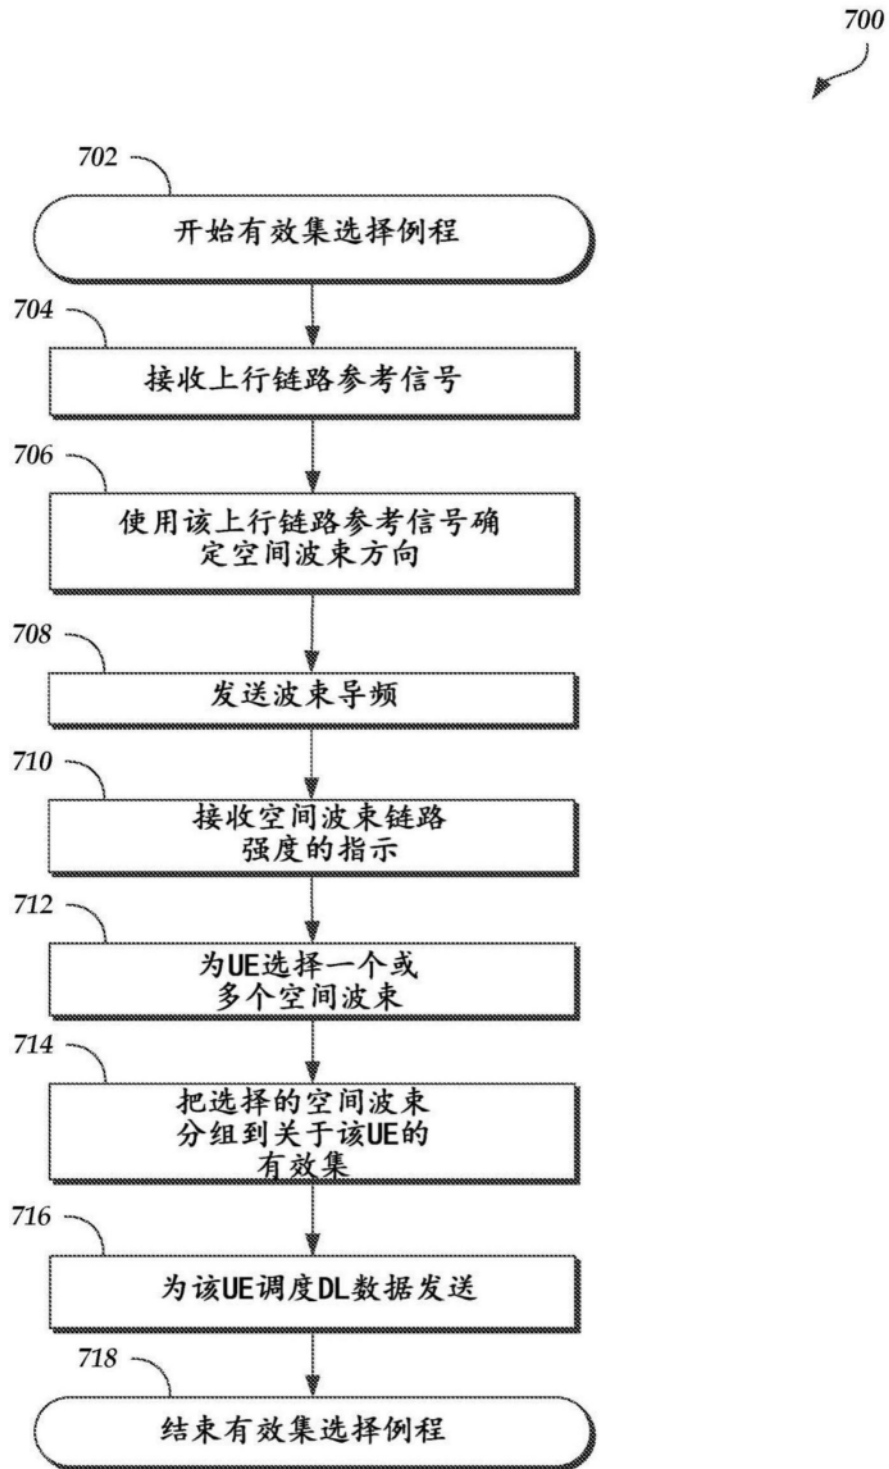 700
702
开始有效集选择例程
704
接收上行链路参考信号
706
使用该上行链路参考信号确
定空间波束方向
708
发送波束导频
710
接收空间波束链路
强度的指示
712
为UE选择一个或
多个空间波束
714
把选择的空间波束
分组到关于该UE的
有效集
716
为该UE调度DL数据发送
718
结束有效集选择例程